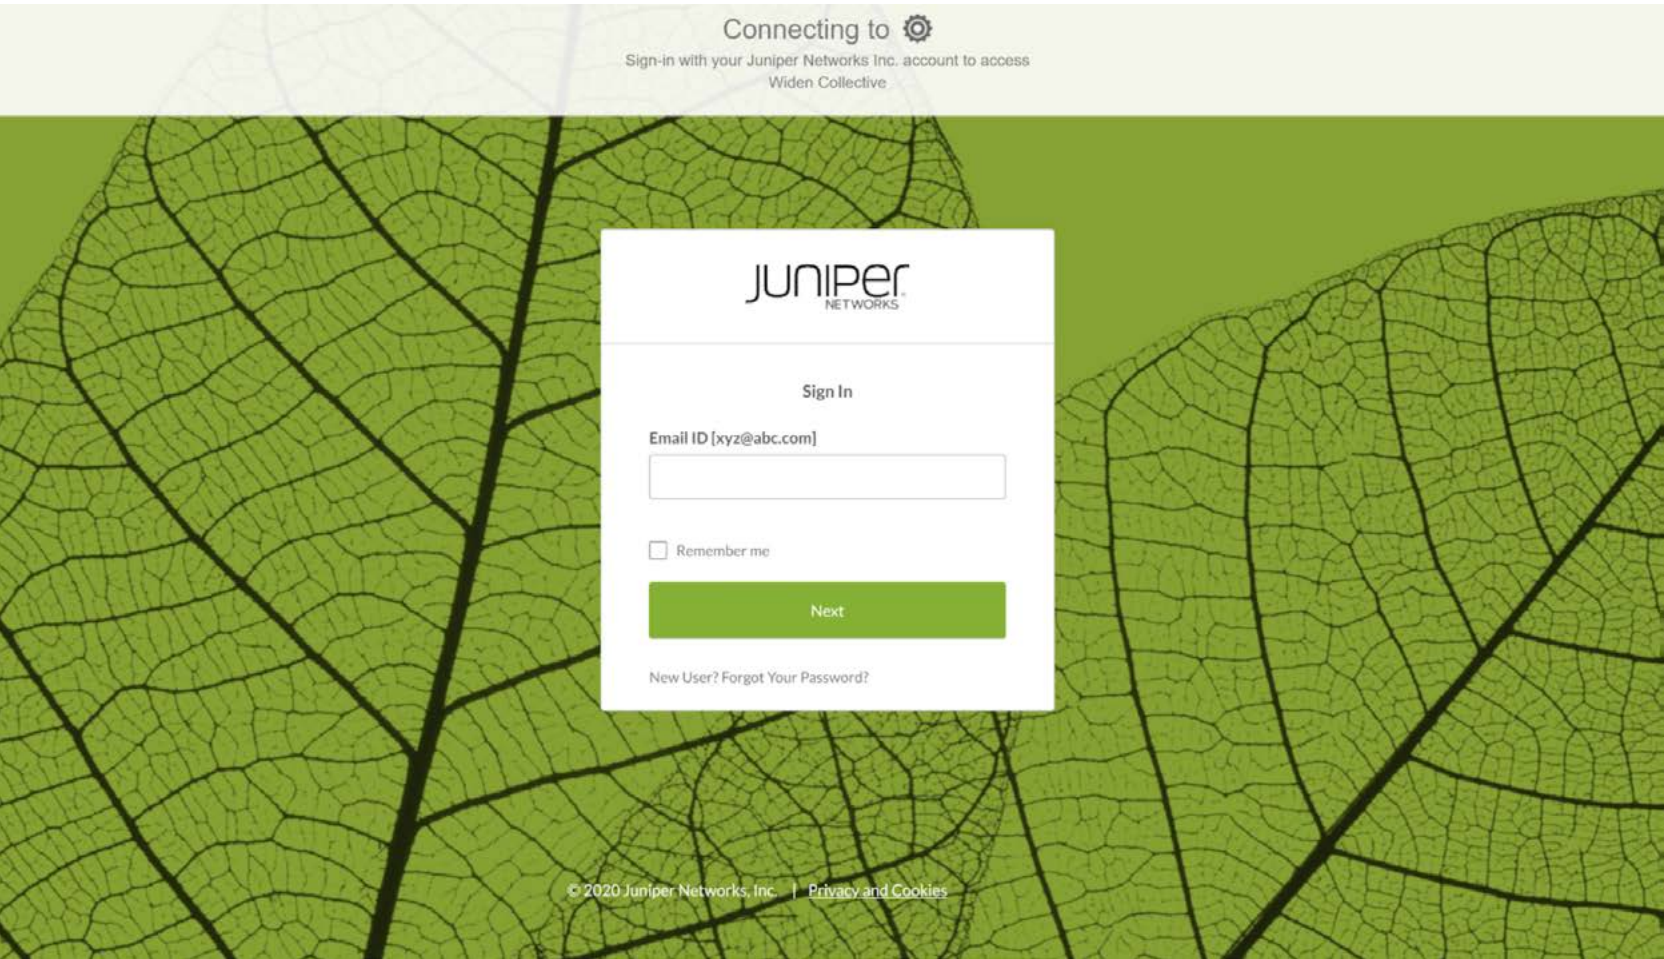 Connecting to
Sign-in with your Juniper Networks Inc. account to access
Widen Collective
JUNIPEr
NETWORKS
Sign In
Email ID [xyz@abc.com]
Remember me
Next
New User? Forgot Your Password?
© 2020 Juniper Networks, Inc. | Privacy and Cookies